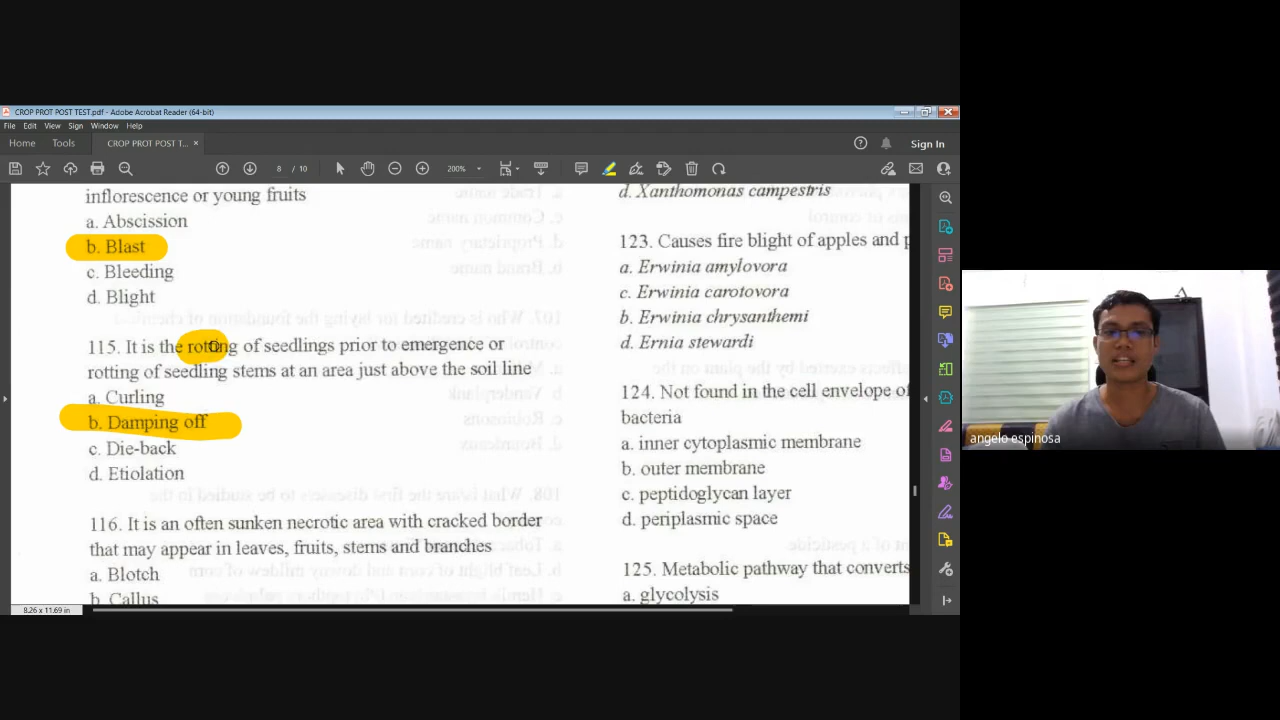 CROP PROT POST TEST.pdf - Adobe Acrobat Reader (64-bit)
File Edit View Sign Window Help
Home Tools CROP PROT POST T... × Sign In
8 / 10 200%
inflorescence or young fruits
a. Abscission
b. Blast
c. Bleeding
d. Blight
115. It is the rotting of seedlings prior to emergence or
rotting of seedling stems at an area just above the soil line
a. Curling
b. Damping off
c. Die-back
d. Etiolation
116. It is an often sunken necrotic area with cracked border
that may appear in leaves, fruits, stems and branches
a. Blotch
b. Callus
d. Xanthomonas campestris
123. Causes fire blight of apples and
a. Erwinia amylovora
c. Erwinia carotovora
b. Erwinia chrysanthemi
d. Ernia stewardi
124. Not found in the cell envelope of
bacteria
a. inner cytoplasmic membrane
b. outer membrane
c. peptidoglycan layer
d. periplasmic space
125. Metabolic pathway that converts
a. glycolysis
8.26 x 11.69 in
angelo espinosa